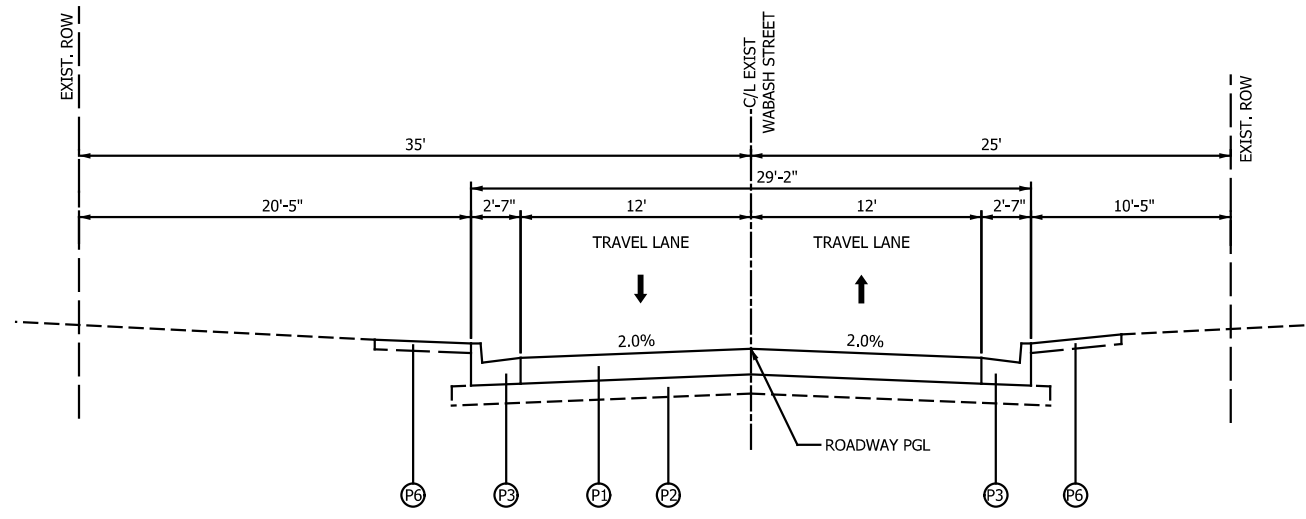 EXIST. ROW
C/L EXIST
WABASH STREET
EXIST. ROW
35'
25'
29'-2"
20'-5"
2'-7"
12'
12'
2'-7"
10'-5"
TRAVEL LANE
TRAVEL LANE
2.0%
2.0%
ROADWAY PGL
P6
P3
P1
P2
P3
P6